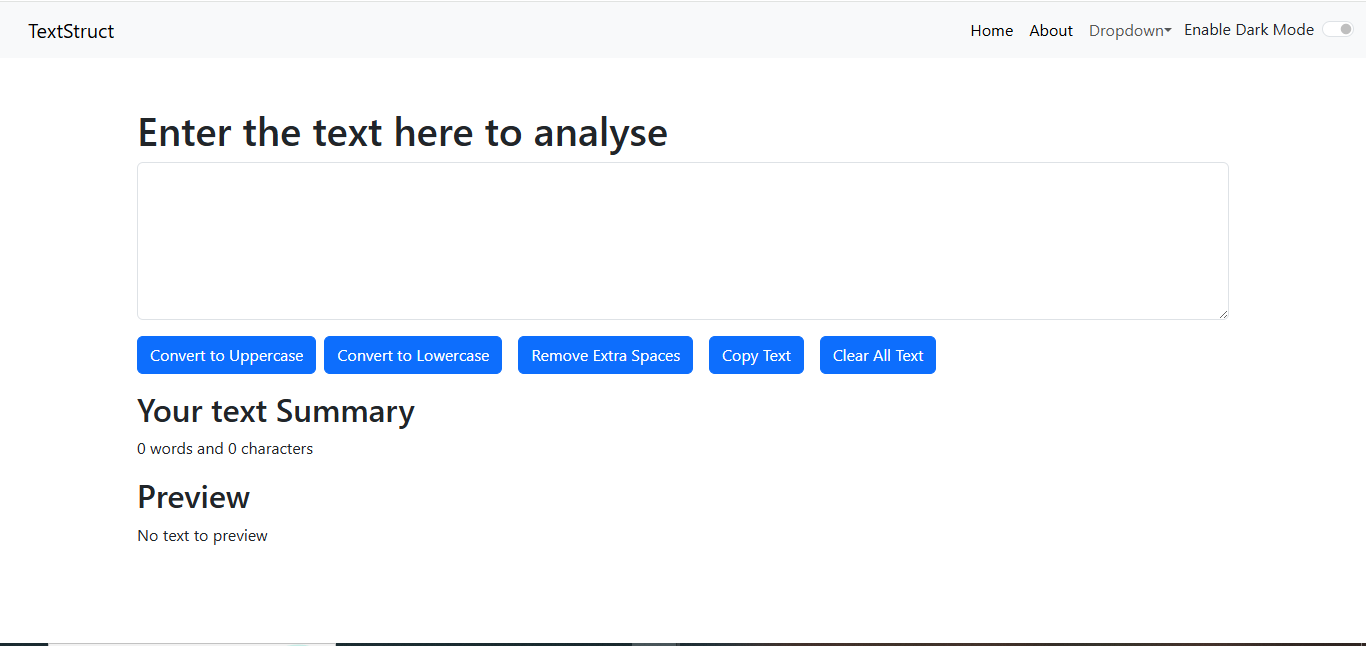 TextStruct Home About Dropdown Enable Dark Mode
Enter the text here to analyse
Convert to Uppercase Convert to Lowercase Remove Extra Spaces Copy Text Clear All Text
Your text Summary
0 words and 0 characters
Preview
No text to preview